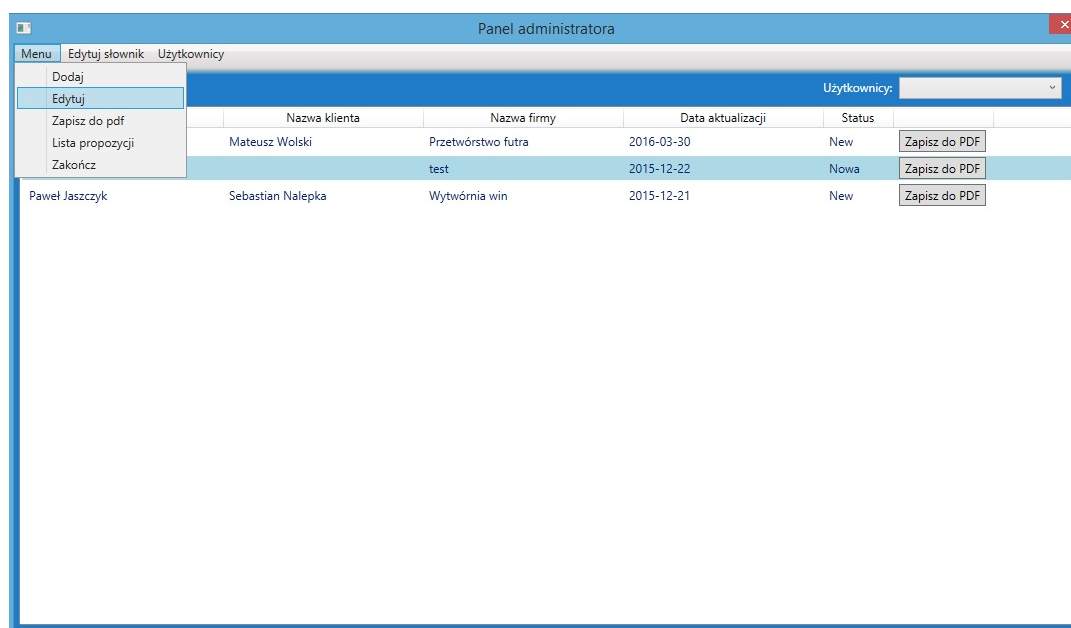 Panel administratora
Menu Edytuj słownik Użytkownicy
Dodaj
Edytuj
Zapisz do pdf
Lista propozycji
Zakończ
Użytkownicy:
Nazwa klienta Nazwa firmy Data aktualizacji Status
Mateusz Wolski Przetwórstwo futra 2016-03-30 New Zapisz do PDF
test 2015-12-22 Nowa Zapisz do PDF
Paweł Jaszczyk Sebastian Nalepka Wytwórnia win 2015-12-21 New Zapisz do PDF